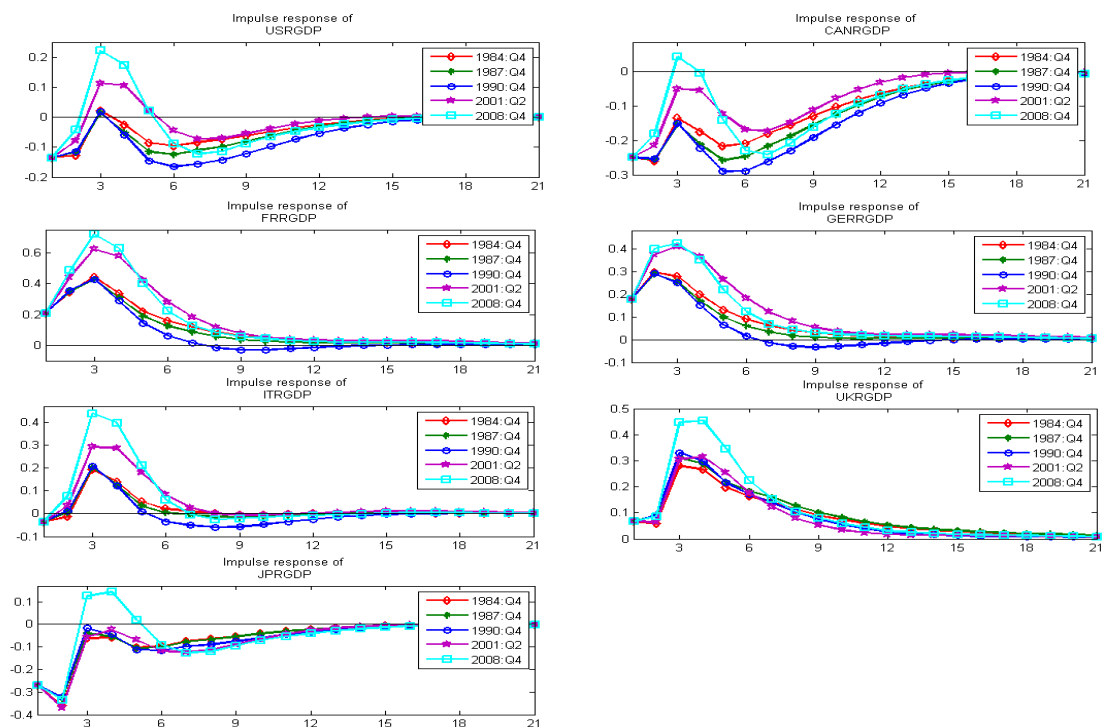 Impulse response of
USRGDP
0.2
0.1
0
-0.1
-0.2
3
6
9
12
15
18
21
1984:Q4
1987:Q4
1990:Q4
2001:Q2
2008:Q4
Impulse response of
CANRGDP
0
-0.1
-0.2
-0.3
3
6
9
12
15
18
21
1984:Q4
1987:Q4
1990:Q4
2001:Q2
2008:Q4
Impulse response of
FRRGDP
0.6
0.4
0.2
0
3
6
9
12
15
18
21
1984:Q4
1987:Q4
1990:Q4
2001:Q2
2008:Q4
Impulse response of
GERRGDP
0.4
0.3
0.2
0.1
0
-0.1
3
6
9
12
15
18
21
1984:Q4
1987:Q4
1990:Q4
2001:Q2
2008:Q4
Impulse response of
ITRGDP
0.4
0.3
0.2
0.1
0
-0.1
3
6
9
12
15
18
21
1984:Q4
1987:Q4
1990:Q4
2001:Q2
2008:Q4
Impulse response of
UKRGDP
0.5
0.4
0.3
0.2
0.1
0
3
6
9
12
15
18
21
1984:Q4
1987:Q4
1990:Q4
2001:Q2
2008:Q4
Impulse response of
JPRGDP
0.1
0
-0.1
-0.2
-0.3
-0.4
3
6
9
12
15
18
21
1984:Q4
1987:Q4
1990:Q4
2001:Q2
2008:Q4